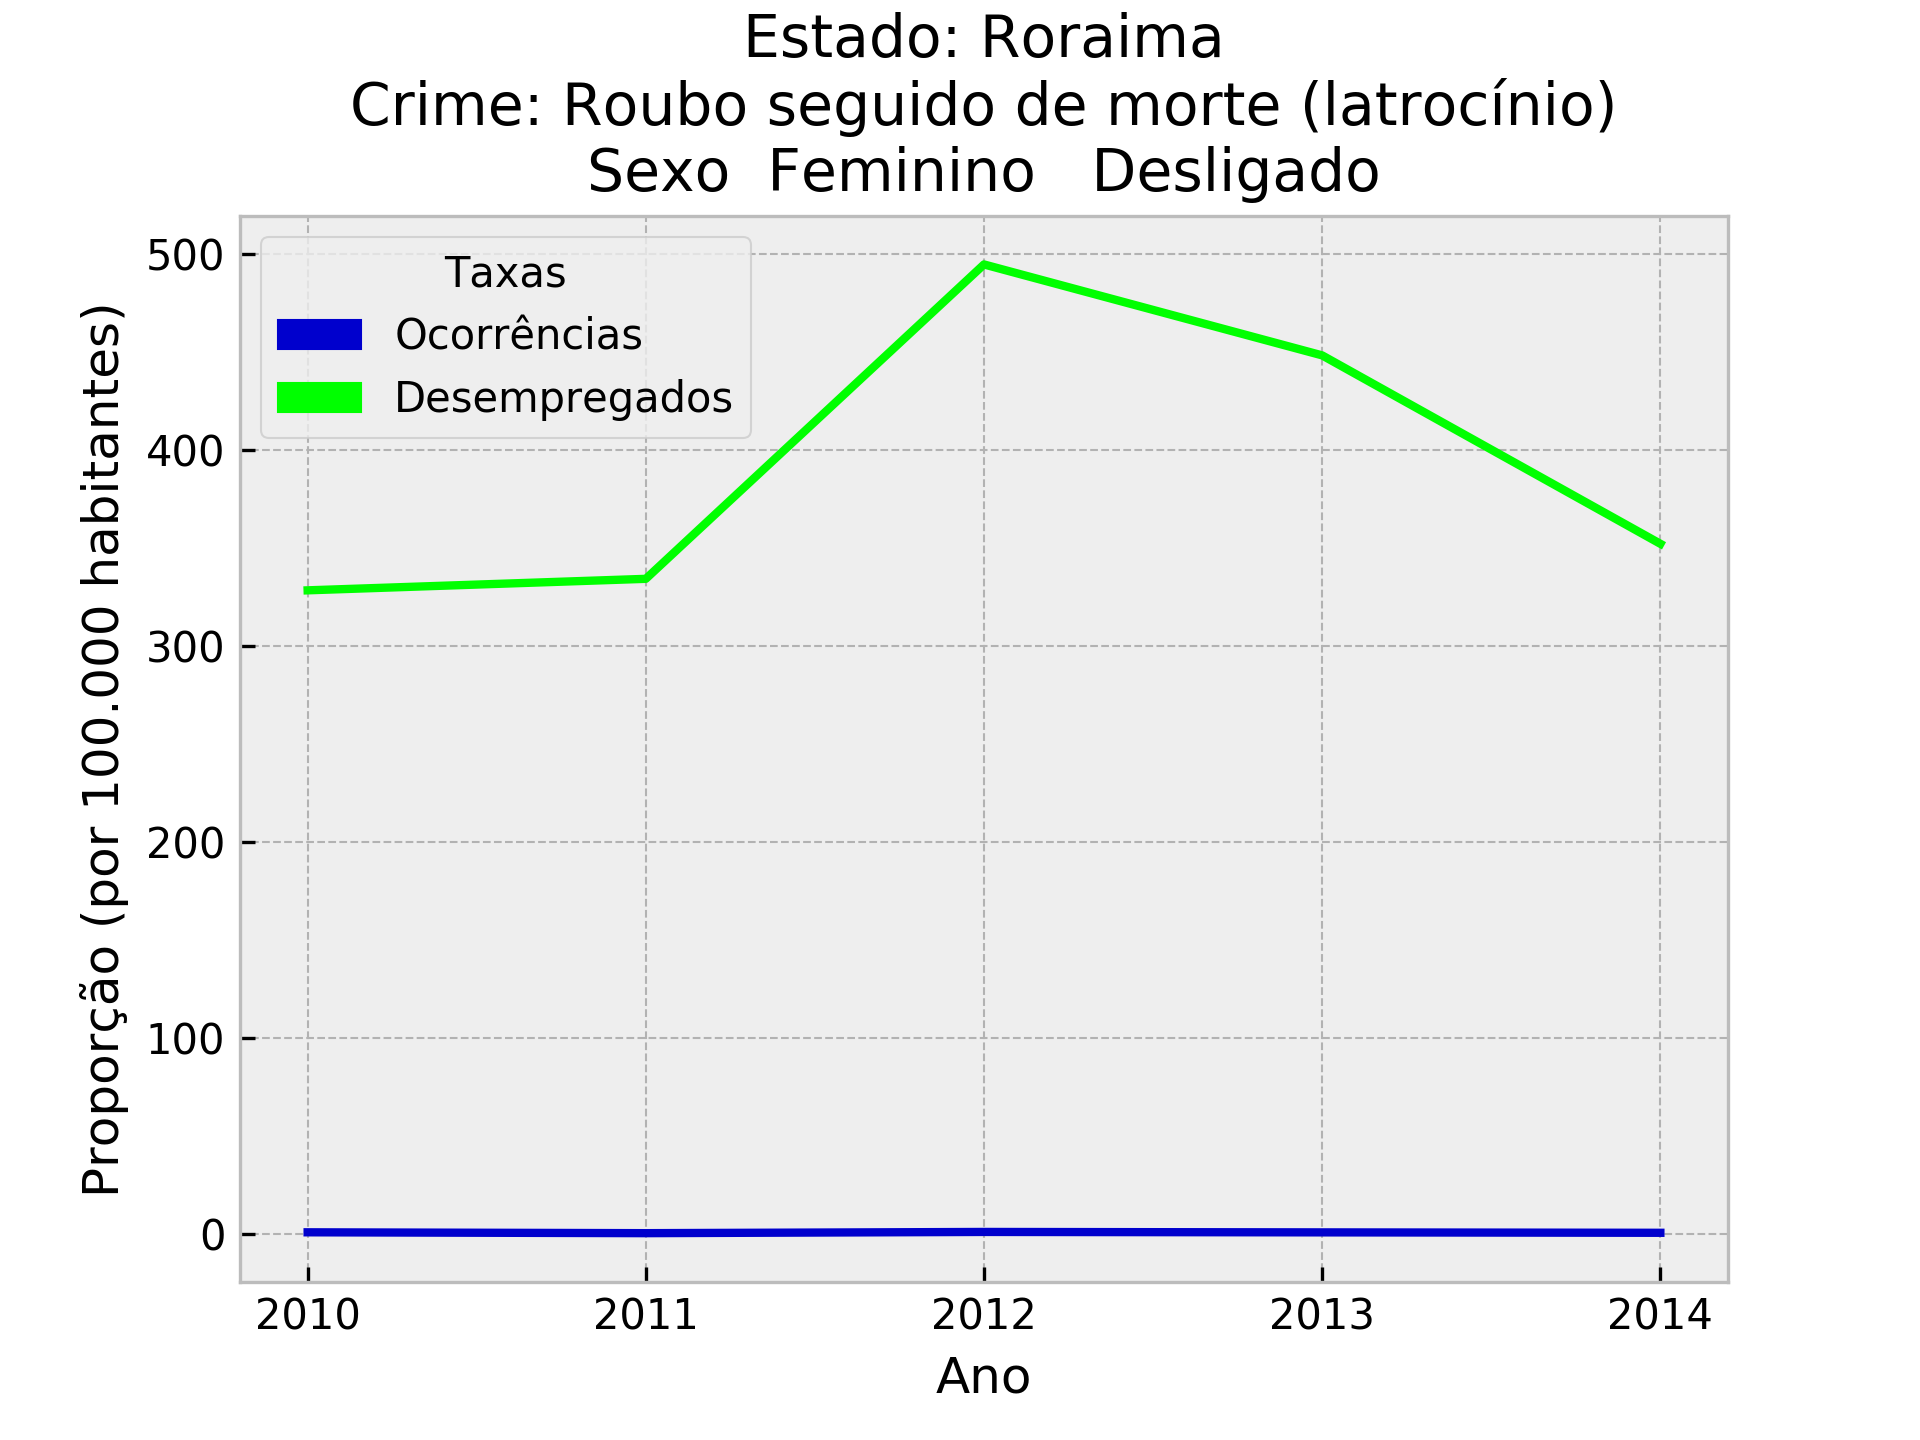 Estado: Roraima
Crime: Roubo seguido de morte (latrocínio)
Sexo  Feminino   Desligado
Taxas
Ocorrências
Desempregados
Proporção (por 100.000 habitantes)
500
400
300
200
100
0
2010 2011 2012 2013 2014
Ano